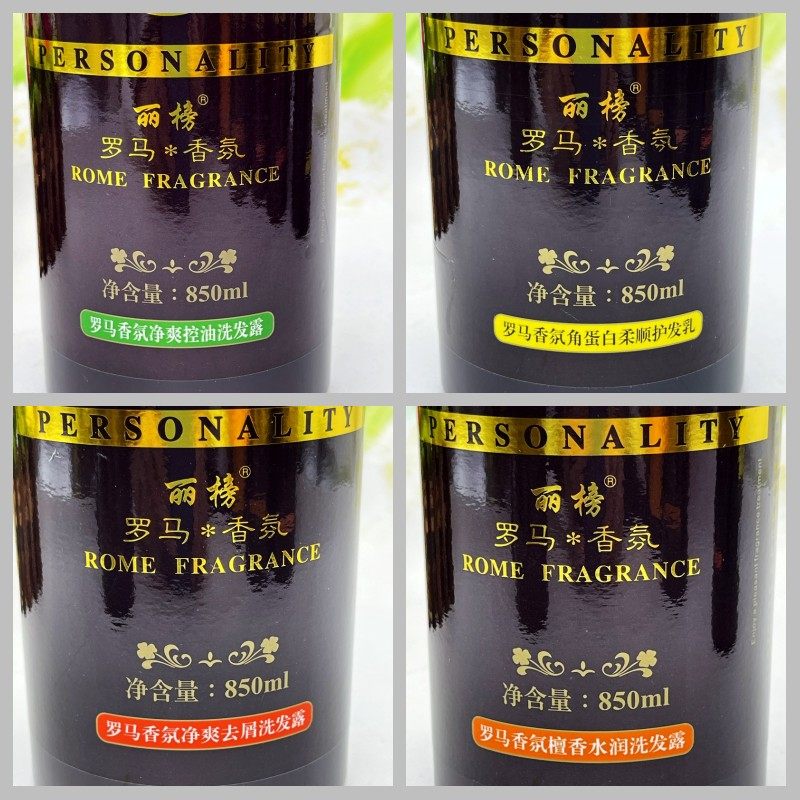 PERSONALITY
丽榜®
罗马*香氛
ROME FRAGRANCE
净含量：850ml
罗马香氛净爽控油洗发露
PERSONALITY
丽榜®
罗马*香氛
ROME FRAGRANCE
净含量：850ml
罗马香氛角蛋白柔顺护发乳
PERSONALITY
丽榜®
罗马*香氛
ROME FRAGRANCE
净含量：850ml
罗马香氛净爽去屑洗发露
PERSONALITY
丽榜®
罗马*香氛
ROME FRAGRANCE
净含量：850ml
罗马香氛檀香水润洗发露
Enjoy a pleasant fragrance treatment